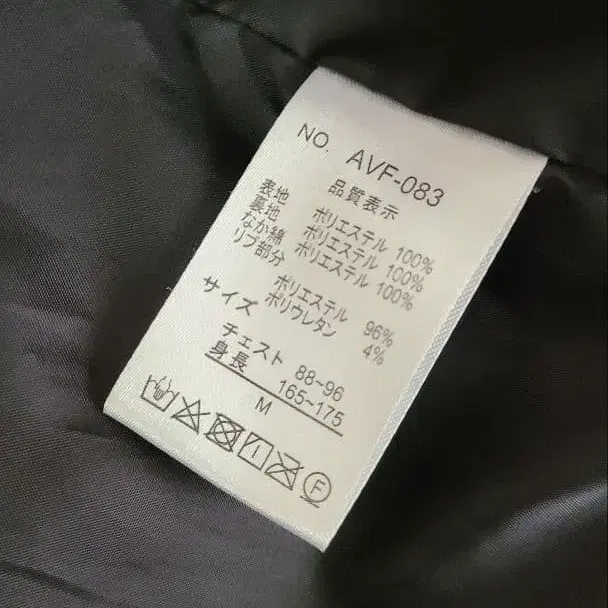 NO. AVF-083
品質表示
表地 ポリエステル 100%
裏地 ポリエステル 100%
なか綿 ポリエステル 100%
リブ部分
ポリエステル 96%
ポリウレタン 4%
サイズ
チェスト 88~96
身長 165~175
M
F